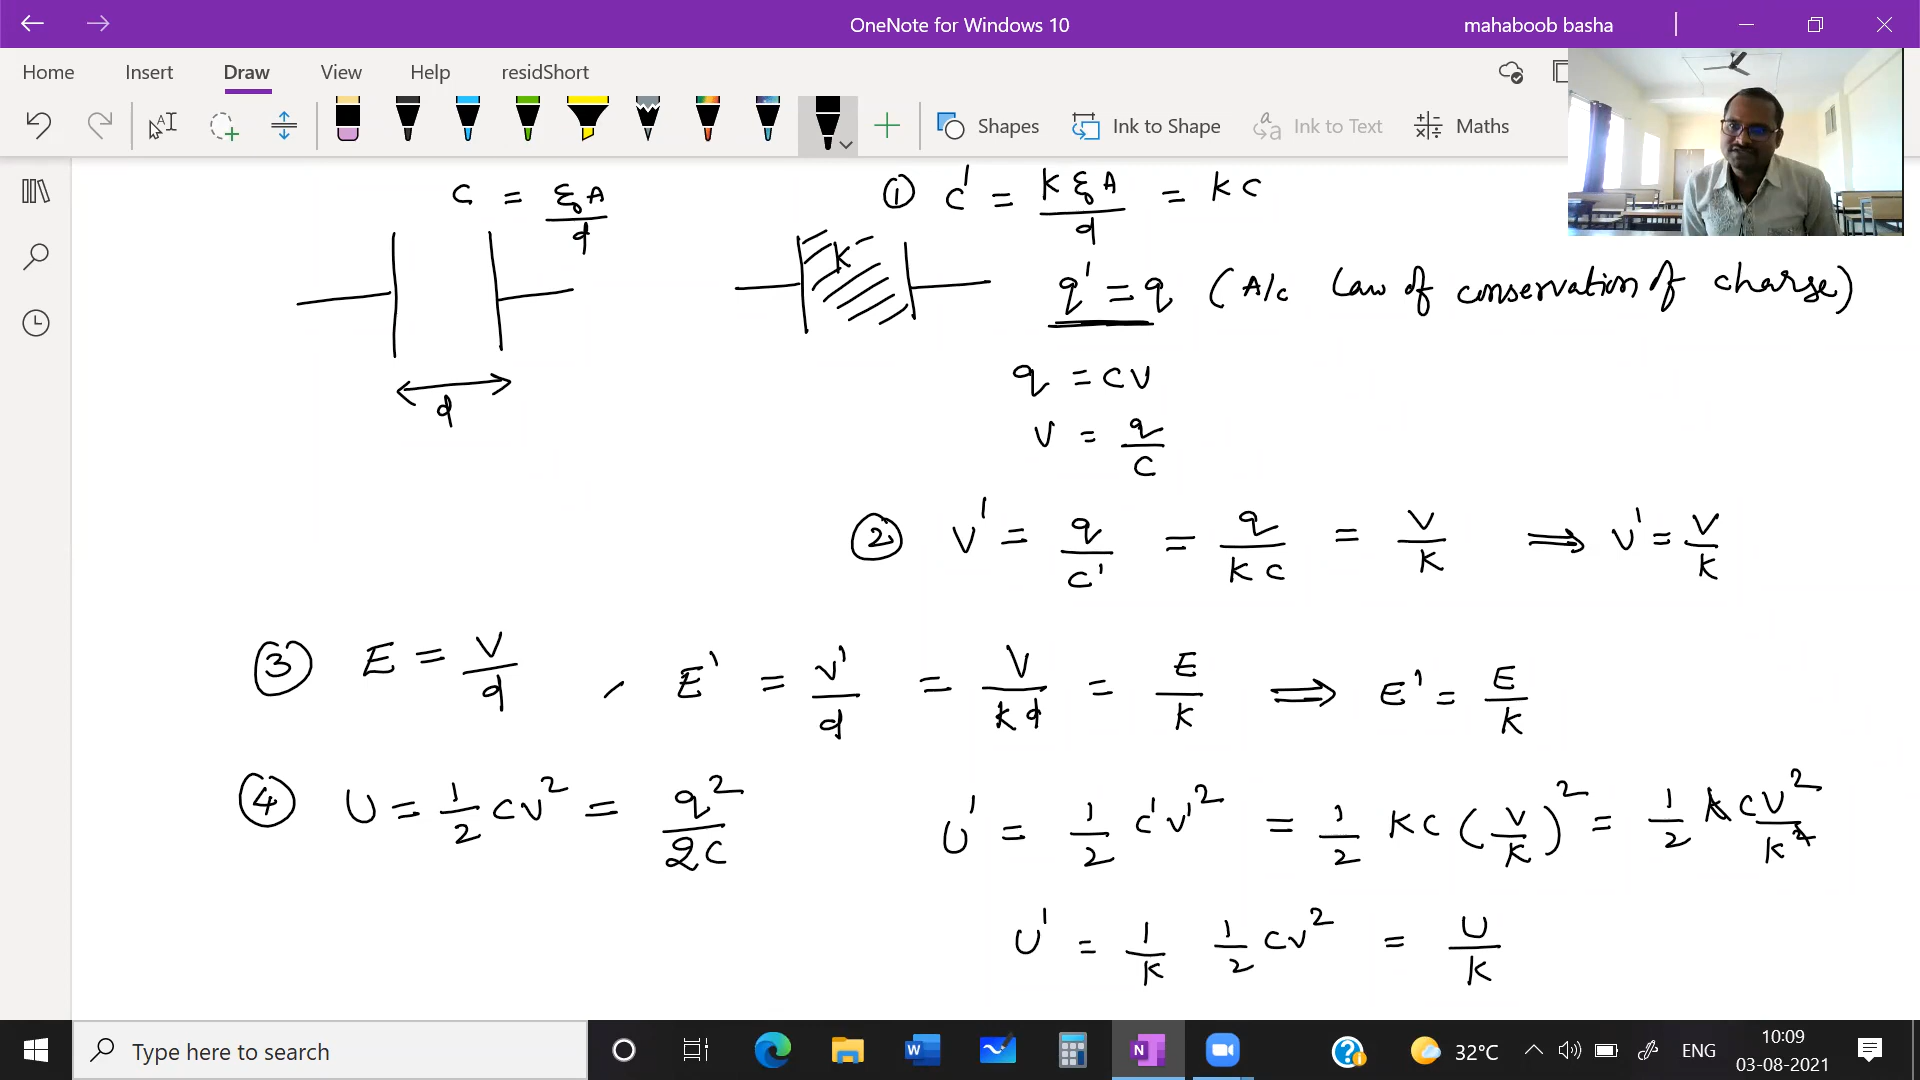 OneNote for Windows 10
mahaboob basha
Home Insert Draw View Help residShort
Shapes Ink to Shape Ink to Text Maths
C = ε₀A/d
① C' = Kε₀A/d = KC
K
q' = q (A/c Law of conservation of charge)
d
q = CV
V = q/C
② V' = q/C' = q/KC = V/K ⟹ V' = V/K
③ E = V/d , E' = V'/d = V/Kd = E/K ⟹ E' = E/K
④ U = 1/2 CV² = q²/2C U' = 1/2 C'V'² = 1/2 KC (V/K)² = 1/2 KCV²/K²
U' = 1/K 1/2 CV² = U/K
Type here to search
32°C ENG 10:09
03-08-2021